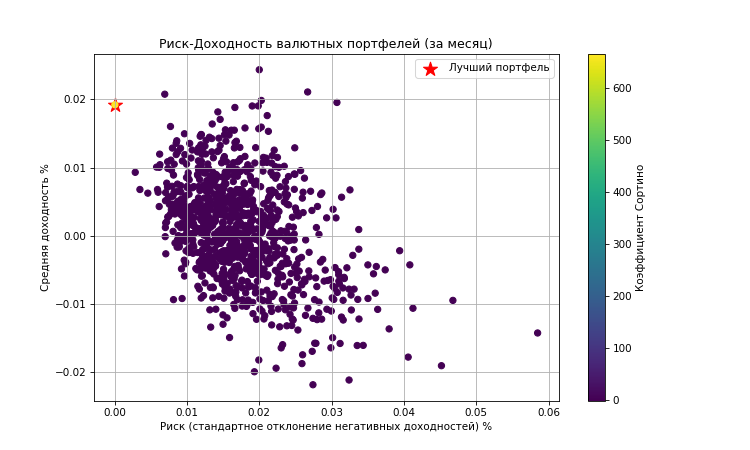 Риск-Доходность валютных портфелей (за месяц)
Лучший портфель
Средняя доходность %
0.02
0.01
0.00
−0.01
−0.02
0.00 0.01 0.02 0.03 0.04 0.05 0.06
Риск (стандартное отклонение негативных доходностей) %
600
500
400
300
200
100
0
Коэффициент Сортино